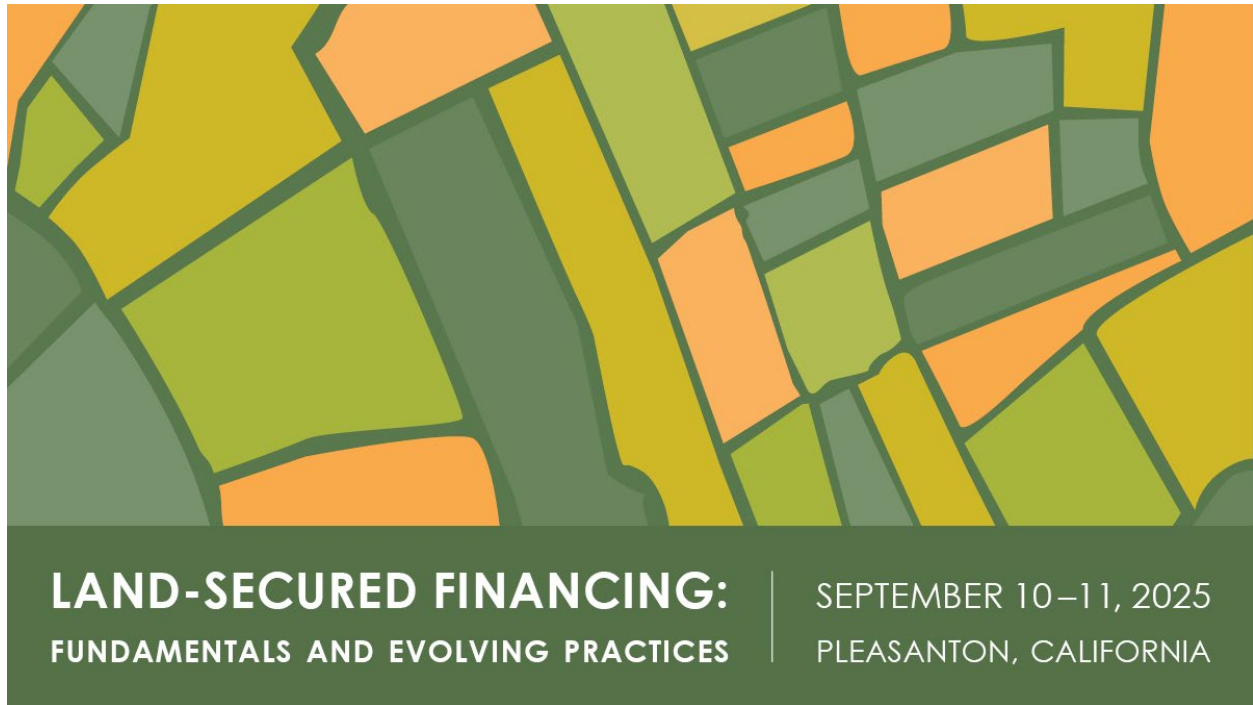 LAND-SECURED FINANCING:
FUNDAMENTALS AND EVOLVING PRACTICES
SEPTEMBER 10–11, 2025
PLEASANTON, CALIFORNIA